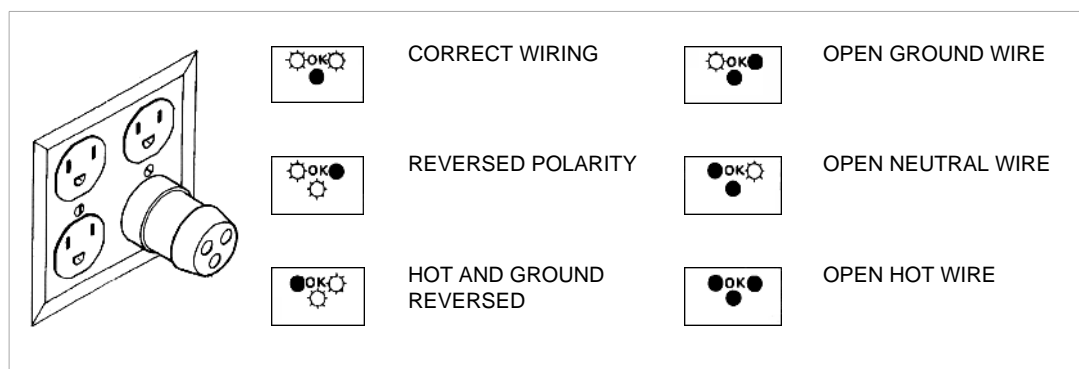 OK
CORRECT WIRING
OK
OPEN GROUND WIRE
OK
REVERSED POLARITY
OK
OPEN NEUTRAL WIRE
OK
HOT AND GROUND
REVERSED
OK
OPEN HOT WIRE